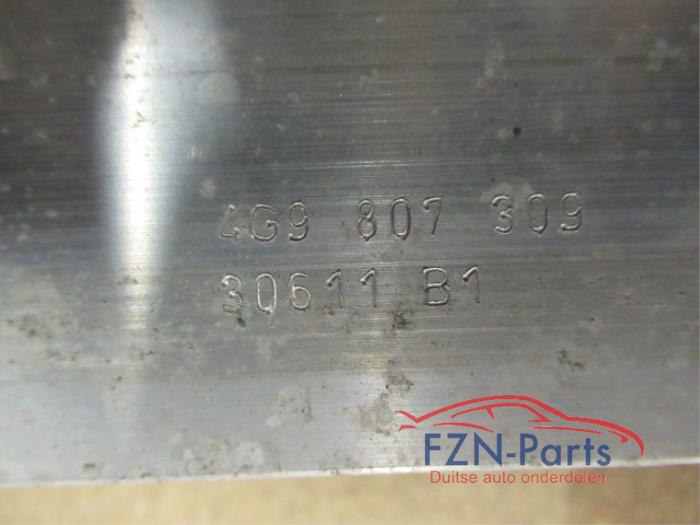 4G9 807 309
30611 B1
FZN-Parts
Duitse auto onderdelen